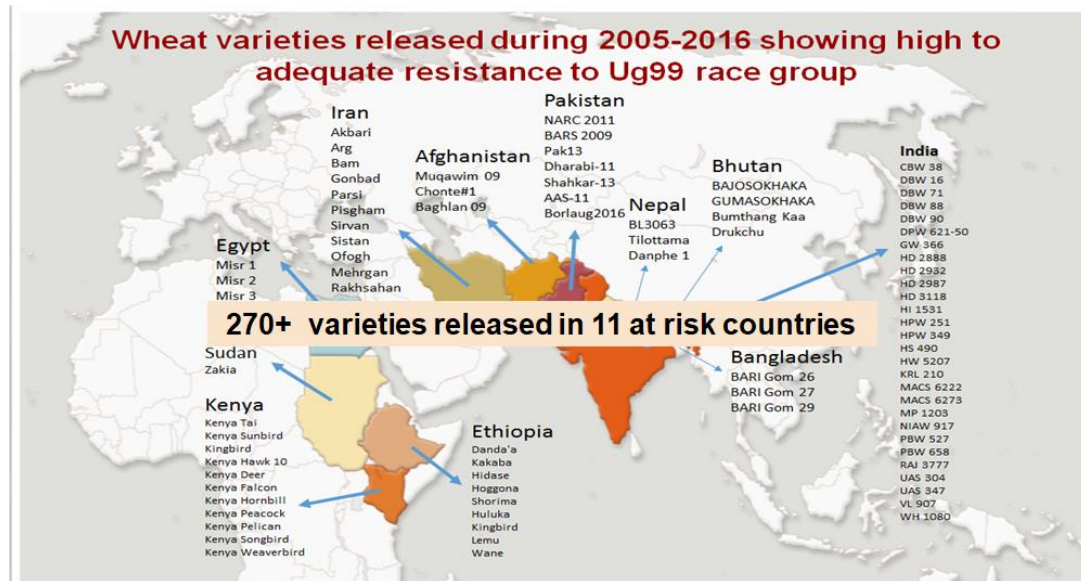 Wheat varieties released during 2005-2016 showing high to
adequate resistance to Ug99 race group
Iran
Akbari
Arg
Bam
Gonbad
Parsi
Pisgham
Sirvan
Sistan
Ofogh
Mehrgan
Rakhsahan
Afghanistan
Muqawim 09
Chonte#1
Baghlan 09
Pakistan
NARC 2011
BARS 2009
Pak13
Dharabi-11
Shahkar-13
AAS-11
Borlaug2016
Nepal
BL3063
Tilottama
Danphe 1
Bhutan
BAJOSOKHAKA
GUMASOKHAKA
Bumthang Kaa
Drukchu
India
CBW 38
DBW 16
DBW 71
DBW 88
DBW 90
DPW 621-50
GW 366
HD 2888
HD 2932
HD 2987
HD 3118
HI 1531
HPW 251
HPW 349
HS 490
HW 5207
KRL 210
MACS 6222
MACS 6273
MP 1203
NIAW 917
PBW 527
PBW 658
RAJ 3777
UAS 304
UAS 347
VL 907
WH 1080
Egypt
Misr 1
Misr 2
Misr 3
270+ varieties released in 11 at risk countries
Sudan
Zakia
Bangladesh
BARI Gom 26
BARI Gom 27
BARI Gom 29
Kenya
Kenya Tai
Kenya Sunbird
Kingbird
Kenya Hawk 10
Kenya Deer
Kenya Falcon
Kenya Hornbill
Kenya Peacock
Kenya Pelican
Kenya Songbird
Kenya Weaverbird
Ethiopia
Danda'a
Kakaba
Hidase
Hoggona
Shorima
Huluka
Kingbird
Lemu
Wane